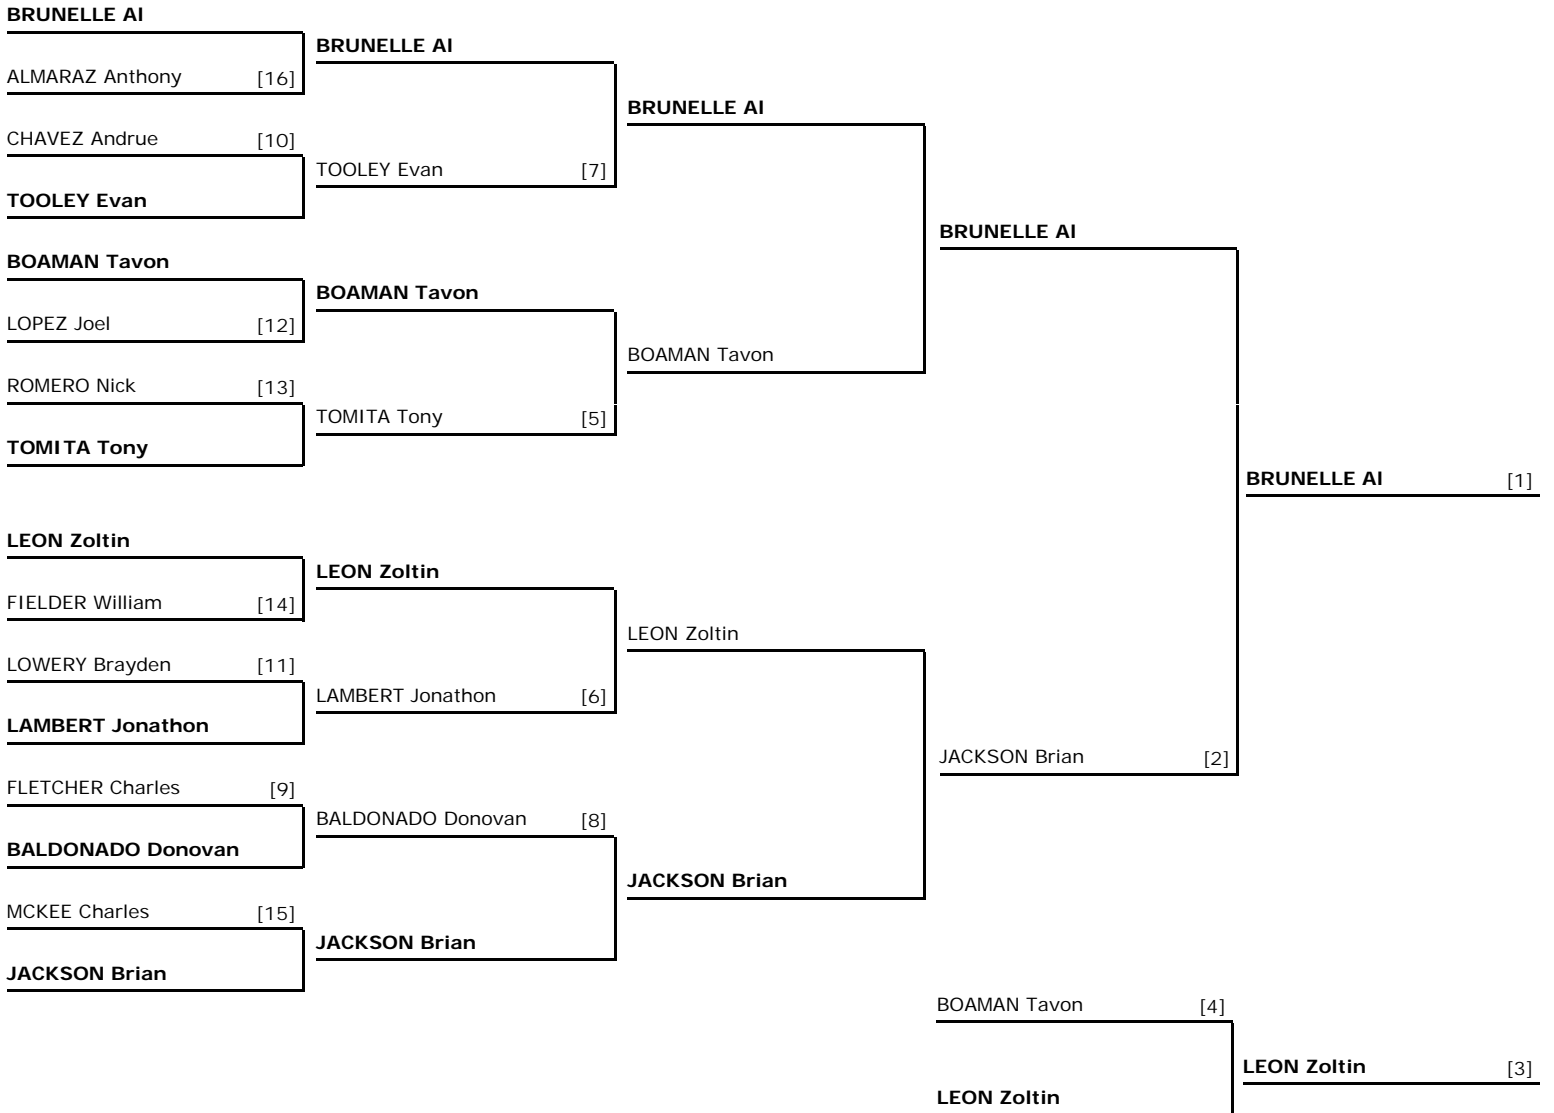 BRUNELLE Al
ALMARAZ Anthony [16]
CHAVEZ Andrue [10]
TOOLEY Evan
BOAMAN Tavon
LOPEZ Joel [12]
ROMERO Nick [13]
TOMITA Tony
LEON Zoltin
FIELDER William [14]
LOWERY Brayden [11]
LAMBERT Jonathon
FLETCHER Charles [9]
BALDONADO Donovan
MCKEE Charles [15]
JACKSON Brian
BRUNELLE Al
TOOLEY Evan [7]
BOAMAN Tavon
TOMITA Tony [5]
LEON Zoltin
LAMBERT Jonathon [6]
BALDONADO Donovan [8]
JACKSON Brian
BRUNELLE Al
BOAMAN Tavon
LEON Zoltin
JACKSON Brian
BRUNELLE Al
JACKSON Brian [2]
BRUNELLE Al [1]
BOAMAN Tavon [4]
LEON Zoltin
LEON Zoltin [3]